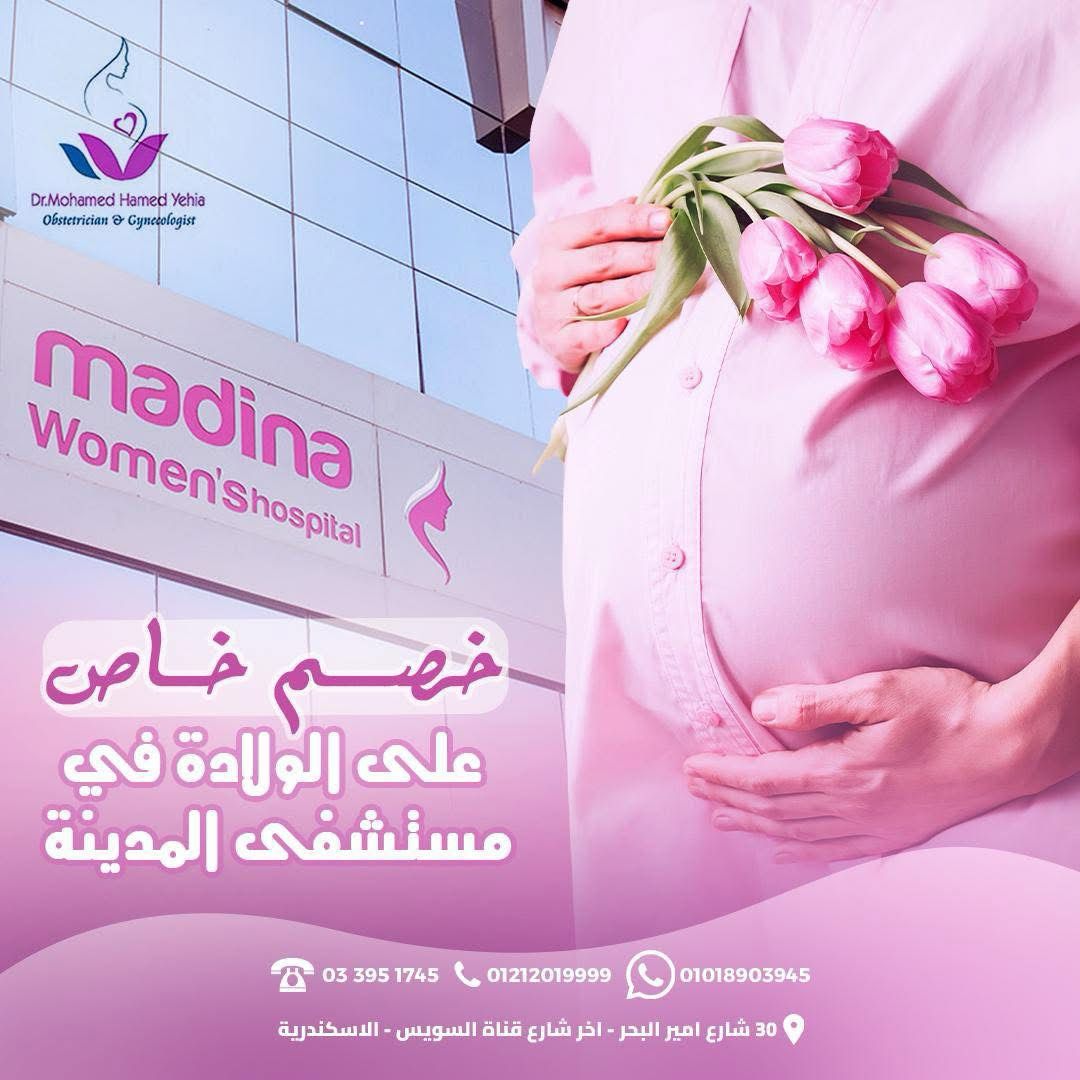 Dr.Mohamed Hamed Yehia
Obstetrician & Gynecologist
madina
Women's hospital
خصم خاص
على الولادة في
مستشفى المدينة
03 395 1745 01212019999 01018903945
30 شارع امير البحر - اخر شارع قناة السويس - الاسكندرية